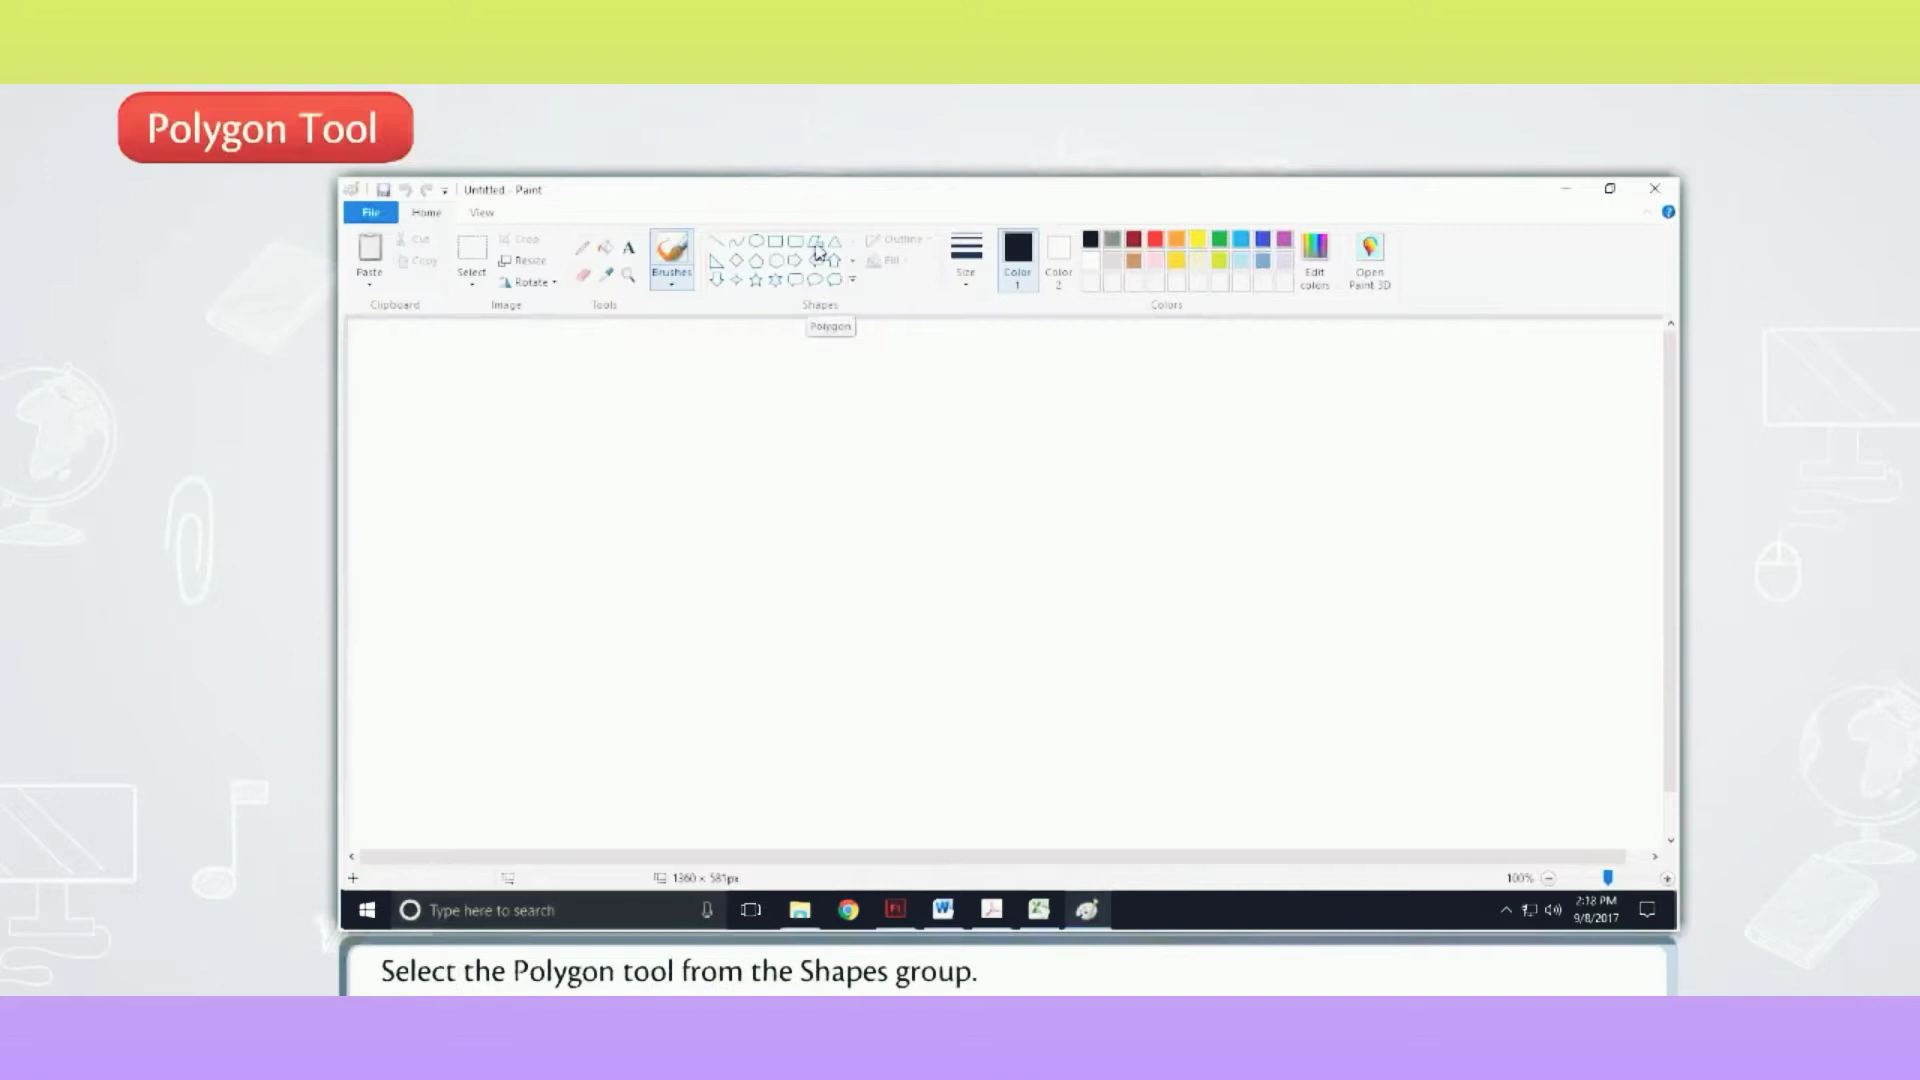 Polygon Tool
Untitled - Paint
File Home View
Paste
Cut
Copy
Clipboard
Select
Crop
Resize
Rotate
Image
A
Tools
Brushes
Shapes
Outline
Fill
Size
Color
1
Color
2
Colors
Edit
colors
Open
Paint 3D
Polygon
1360 × 581px
100%
Type here to search
2:18 PM
9/8/2017
Select the Polygon tool from the Shapes group.